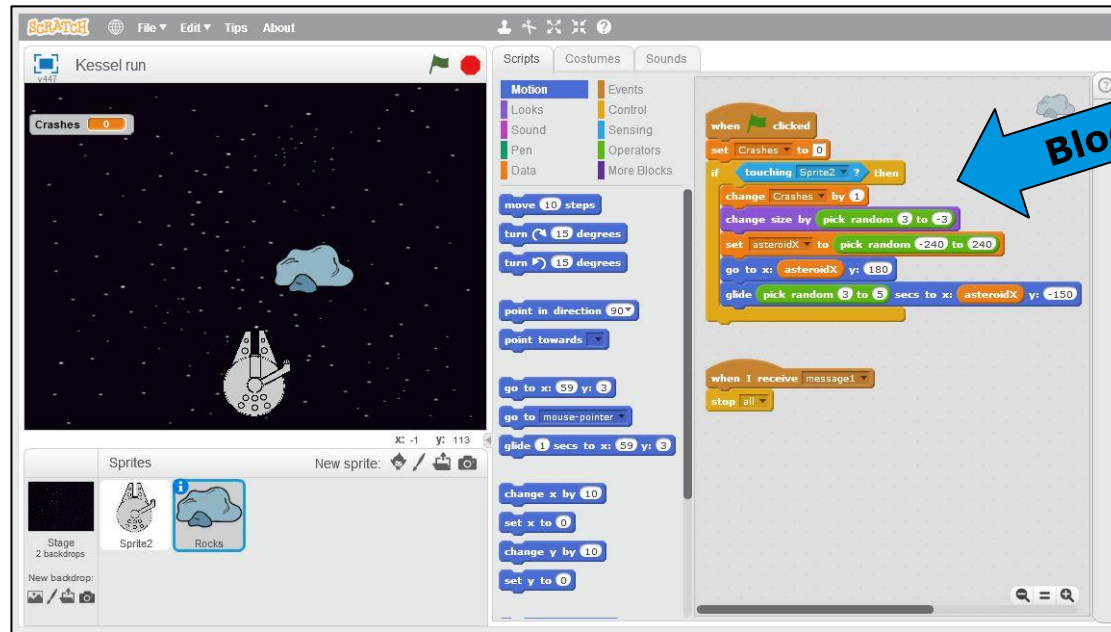 SCRATCH File Edit Tips About
v447 Kessel run
Crashes 0
X: -1 y: 113
Sprites New sprite:
Stage
2 backdrops
Sprite2
Rocks
New backdrop:
Scripts Costumes Sounds
Motion Events
Looks Control
Sound Sensing
Pen Operators
Data More Blocks
move 10 steps
turn 15 degrees
turn 15 degrees
point in direction 90
point towards
go to x: 59 y: 3
go to mouse-pointer
glide 1 secs to x: 59 y: 3
change x by 10
set x to 0
change y by 10
set y to 0
when clicked
set Crashes to 0
if touching Sprite2 ? then
change Crashes by 1
change size by pick random 3 to -3
set asteroidX to pick random -240 to 240
go to x: asteroidX y: 180
glide pick random 3 to 5 secs to x: asteroidX y: -150
when I receive message1
stop all